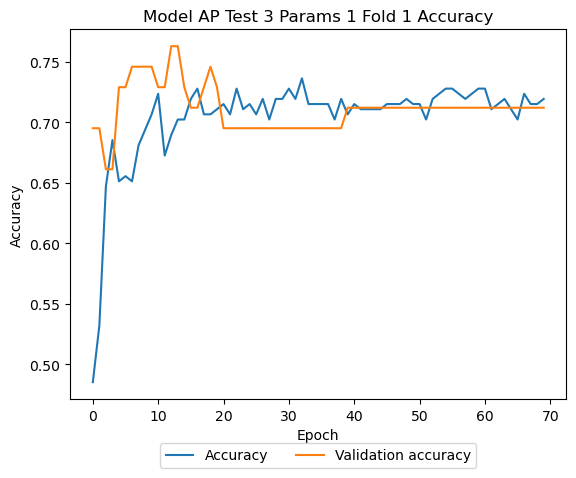 Model AP Test 3 Params 1 Fold 1 Accuracy
Accuracy
0.75
0.70
0.65
0.60
0.55
0.50
0 10 20 30 40 50 60 70
Epoch
Accuracy Validation accuracy